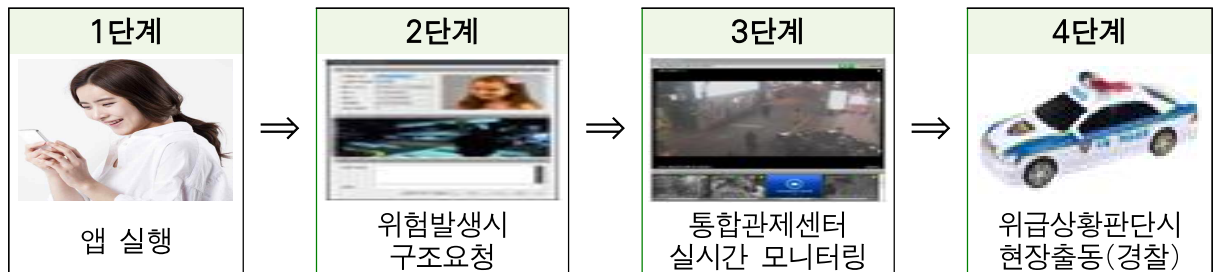 1단계
앱 실행
⇒
2단계
위험발생시
구조요청
⇒
3단계
통합관제센터
실시간 모니터링
⇒
4단계
위급상황판단시
현장출동(경찰)